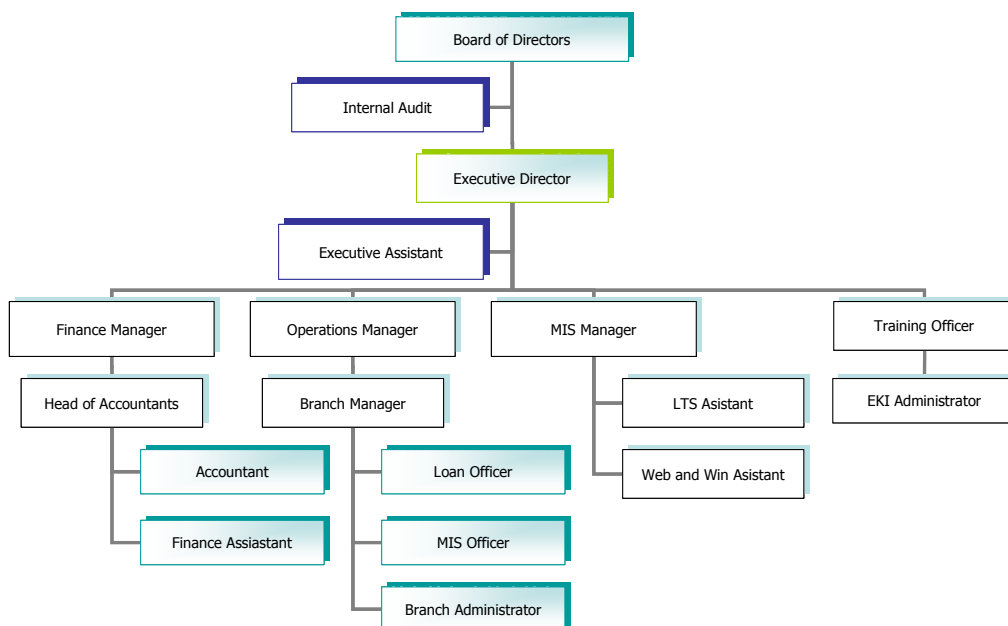 Board of Directors
Internal Audit
Executive Director
Executive Assistant
Finance Manager
Operations Manager
MIS Manager
Training Officer
Head of Accountants
Branch Manager
LTS Asistant
EKI Administrator
Accountant
Loan Officer
Web and Win Asistant
Finance Assiastant
MIS Officer
Branch Administrator